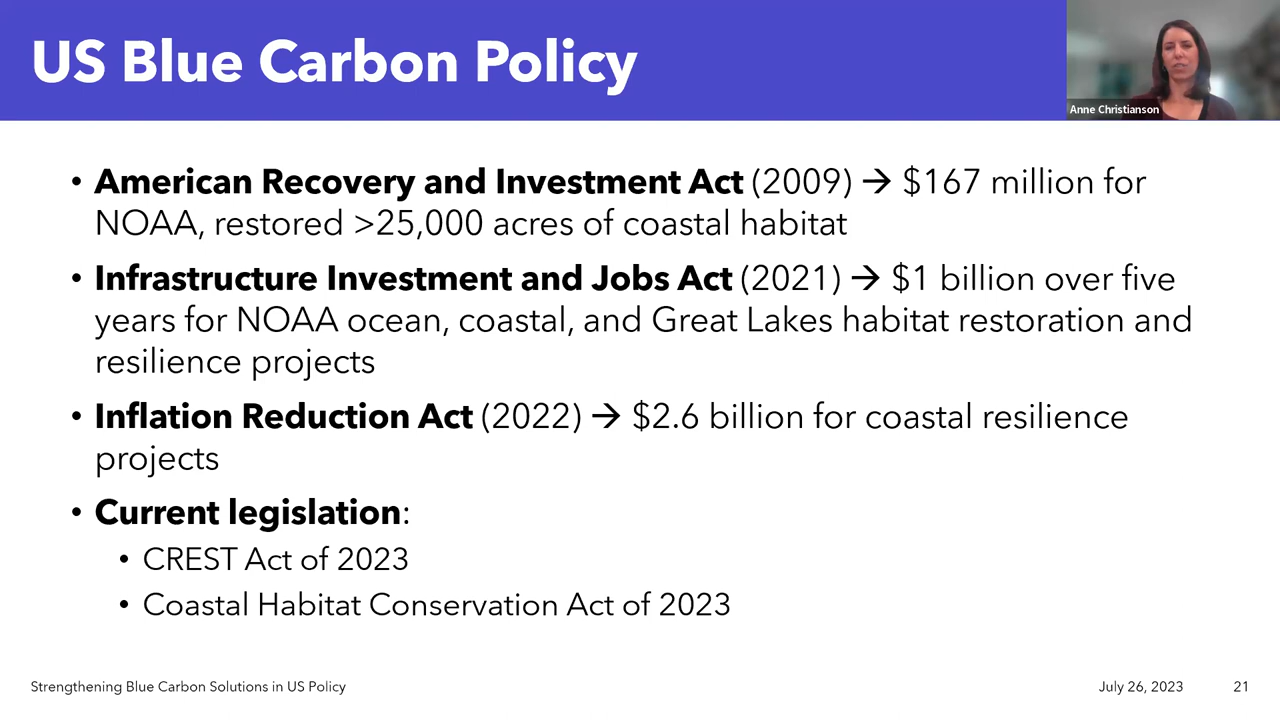 US Blue Carbon Policy
Anne Christianson
• American Recovery and Investment Act (2009) → $167 million for
NOAA, restored >25,000 acres of coastal habitat
• Infrastructure Investment and Jobs Act (2021) → $1 billion over five
years for NOAA ocean, coastal, and Great Lakes habitat restoration and
resilience projects
• Inflation Reduction Act (2022) → $2.6 billion for coastal resilience
projects
• Current legislation:
• CREST Act of 2023
• Coastal Habitat Conservation Act of 2023
Strengthening Blue Carbon Solutions in US Policy
July 26, 2023
21